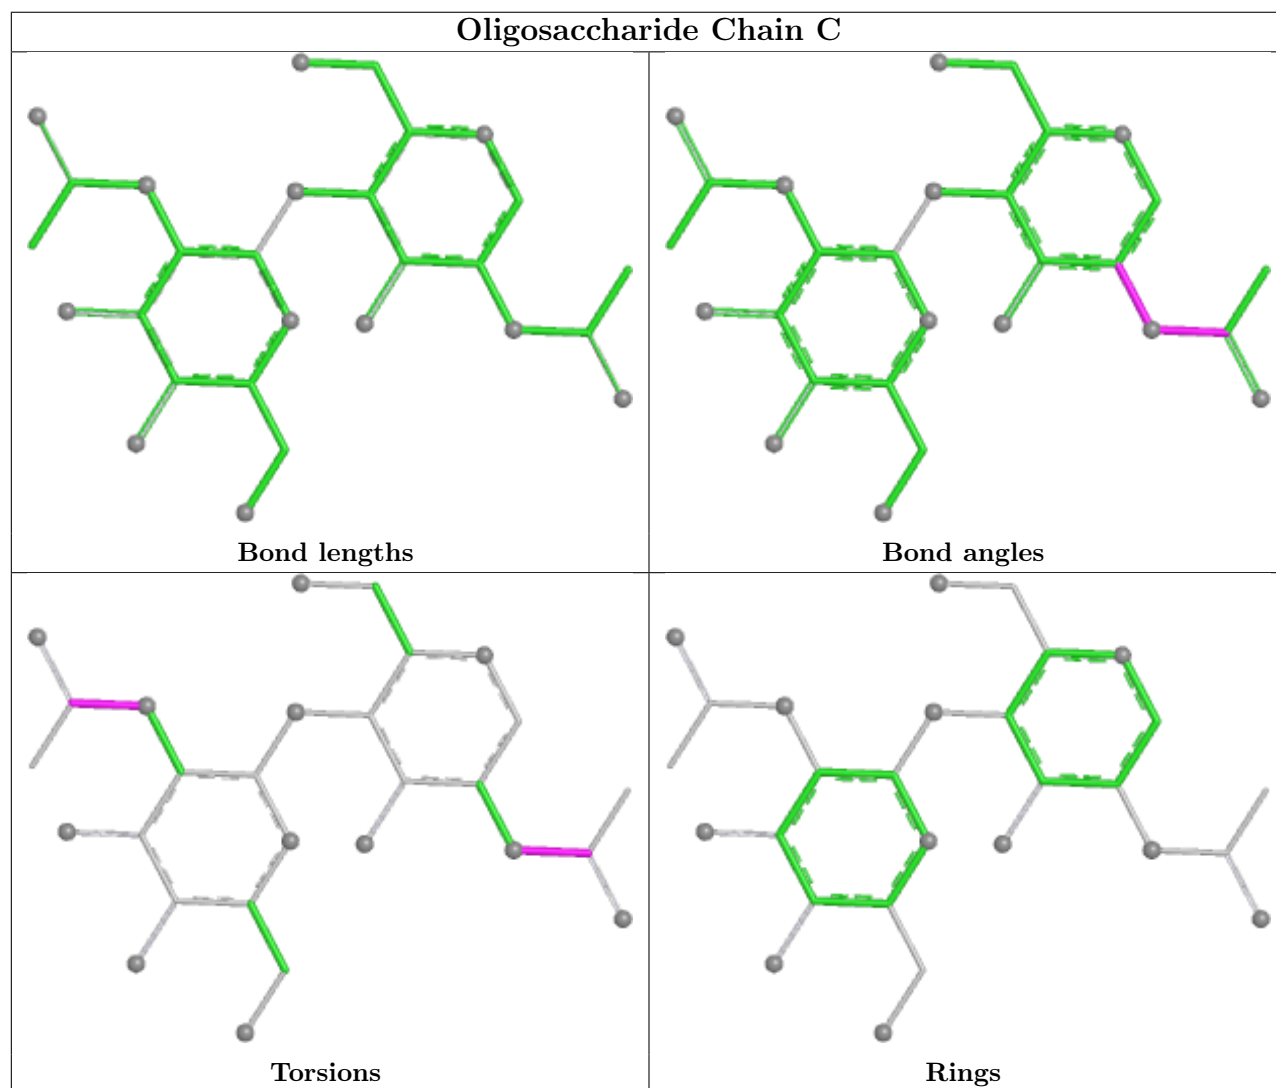 Oligosaccharide Chain C
Bond lengths
Bond angles
Torsions
Rings